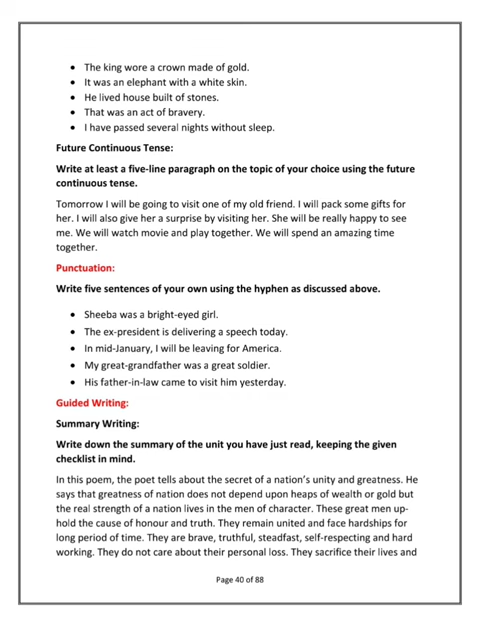 • The king wore a crown made of gold.
• It was an elephant with a white skin.
• He lived house built of stones.
• That was an act of bravery.
• I have passed several nights without sleep.
Future Continuous Tense:
Write at least a five-line paragraph on the topic of your choice using the future
continuous tense.
Tomorrow I will be going to visit one of my old friend. I will pack some gifts for
her. I will also give her a surprise by visiting her. She will be really happy to see
me. We will watch movie and play together. We will spend an amazing time
together.
Punctuation:
Write five sentences of your own using the hyphen as discussed above.
• Sheeba was a bright-eyed girl.
• The ex-president is delivering a speech today.
• In mid-January, I will be leaving for America.
• My great-grandfather was a great soldier.
• His father-in-law came to visit him yesterday.
Guided Writing:
Summary Writing:
Write down the summary of the unit you have just read, keeping the given
checklist in mind.
In this poem, the poet tells about the secret of a nation's unity and greatness. He
says that greatness of nation does not depend upon heaps of wealth or gold but
the real strength of a nation lives in the men of character. These great men up-
hold the cause of honour and truth. They remain united and face hardships for
long period of time. They are brave, truthful, steadfast, self-respecting and hard
working. They do not care about their personal loss. They sacrifice their lives and
Page 40 of 88